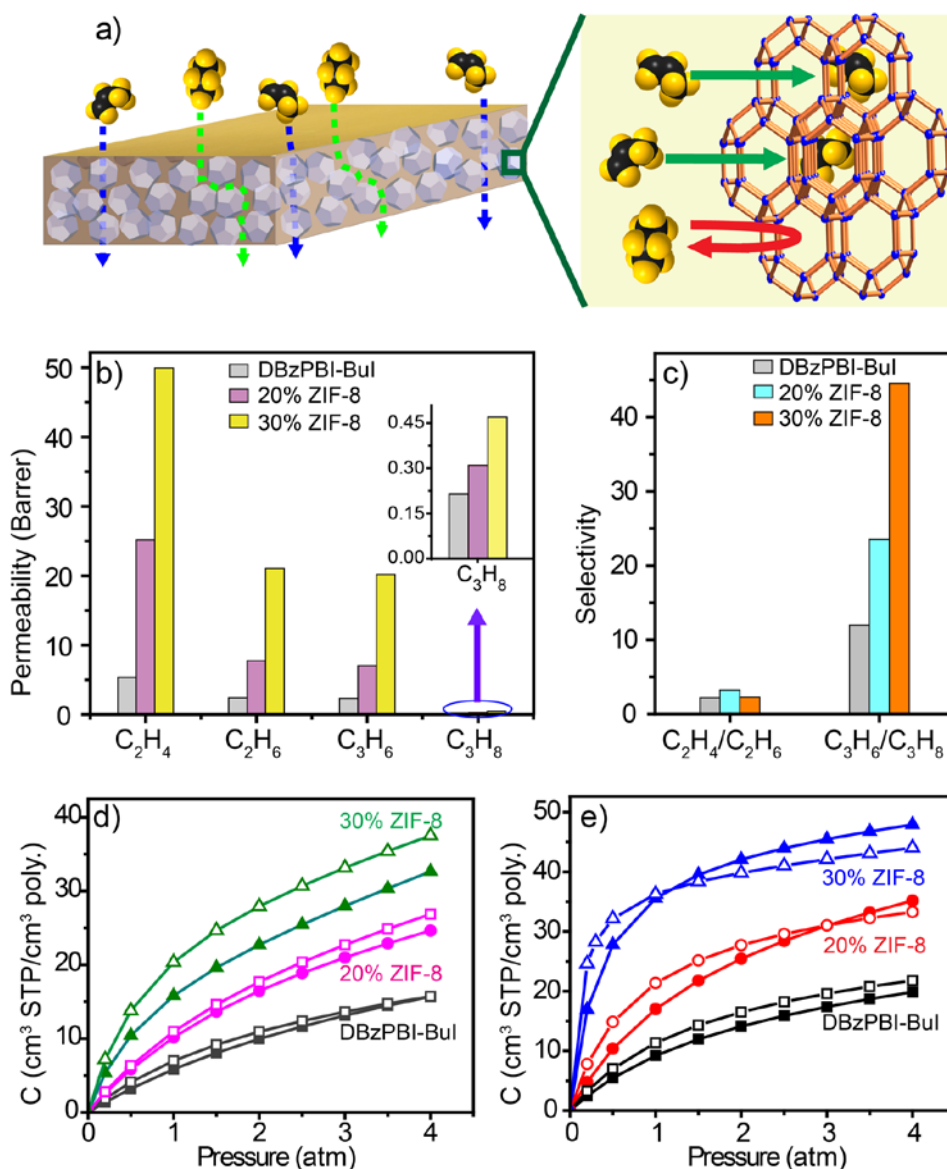 a)
b)
DBzPBI-BuI
20% ZIF-8
30% ZIF-8
Permeability (Barrer)
50
40
30
20
10
0
0.45
0.30
0.15
0.00
C₃H₈
C₂H₄
C₂H₆
C₃H₆
C₃H₈
c)
DBzPBI-BuI
20% ZIF-8
30% ZIF-8
Selectivity
50
40
30
20
10
0
C₂H₄/C₂H₆
C₃H₆/C₃H₈
d)
30% ZIF-8
20% ZIF-8
DBzPBI-BuI
C (cm³ STP/cm³ poly.)
40
30
20
10
0
0
1
2
3
4
Pressure (atm)
e)
30% ZIF-8
20% ZIF-8
DBzPBI-BuI
C (cm³ STP/cm³ poly.)
50
40
30
20
10
0
0
1
2
3
4
Pressure (atm)